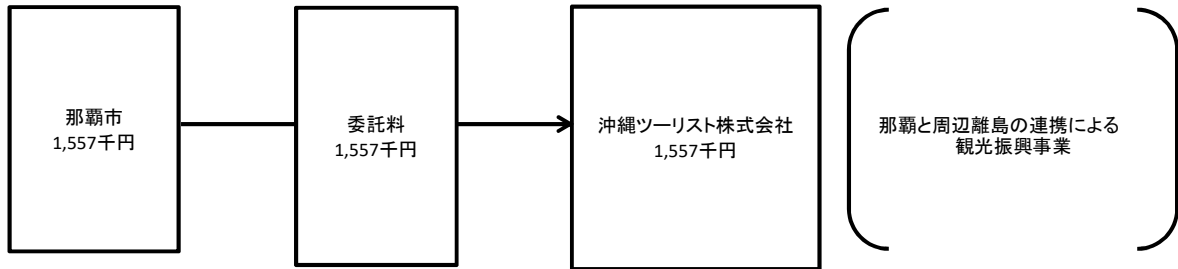 那覇市
1,557千円
委託料
1,557千円
沖縄ツーリスト株式会社
1,557千円
那覇と周辺離島の連携による
観光振興事業